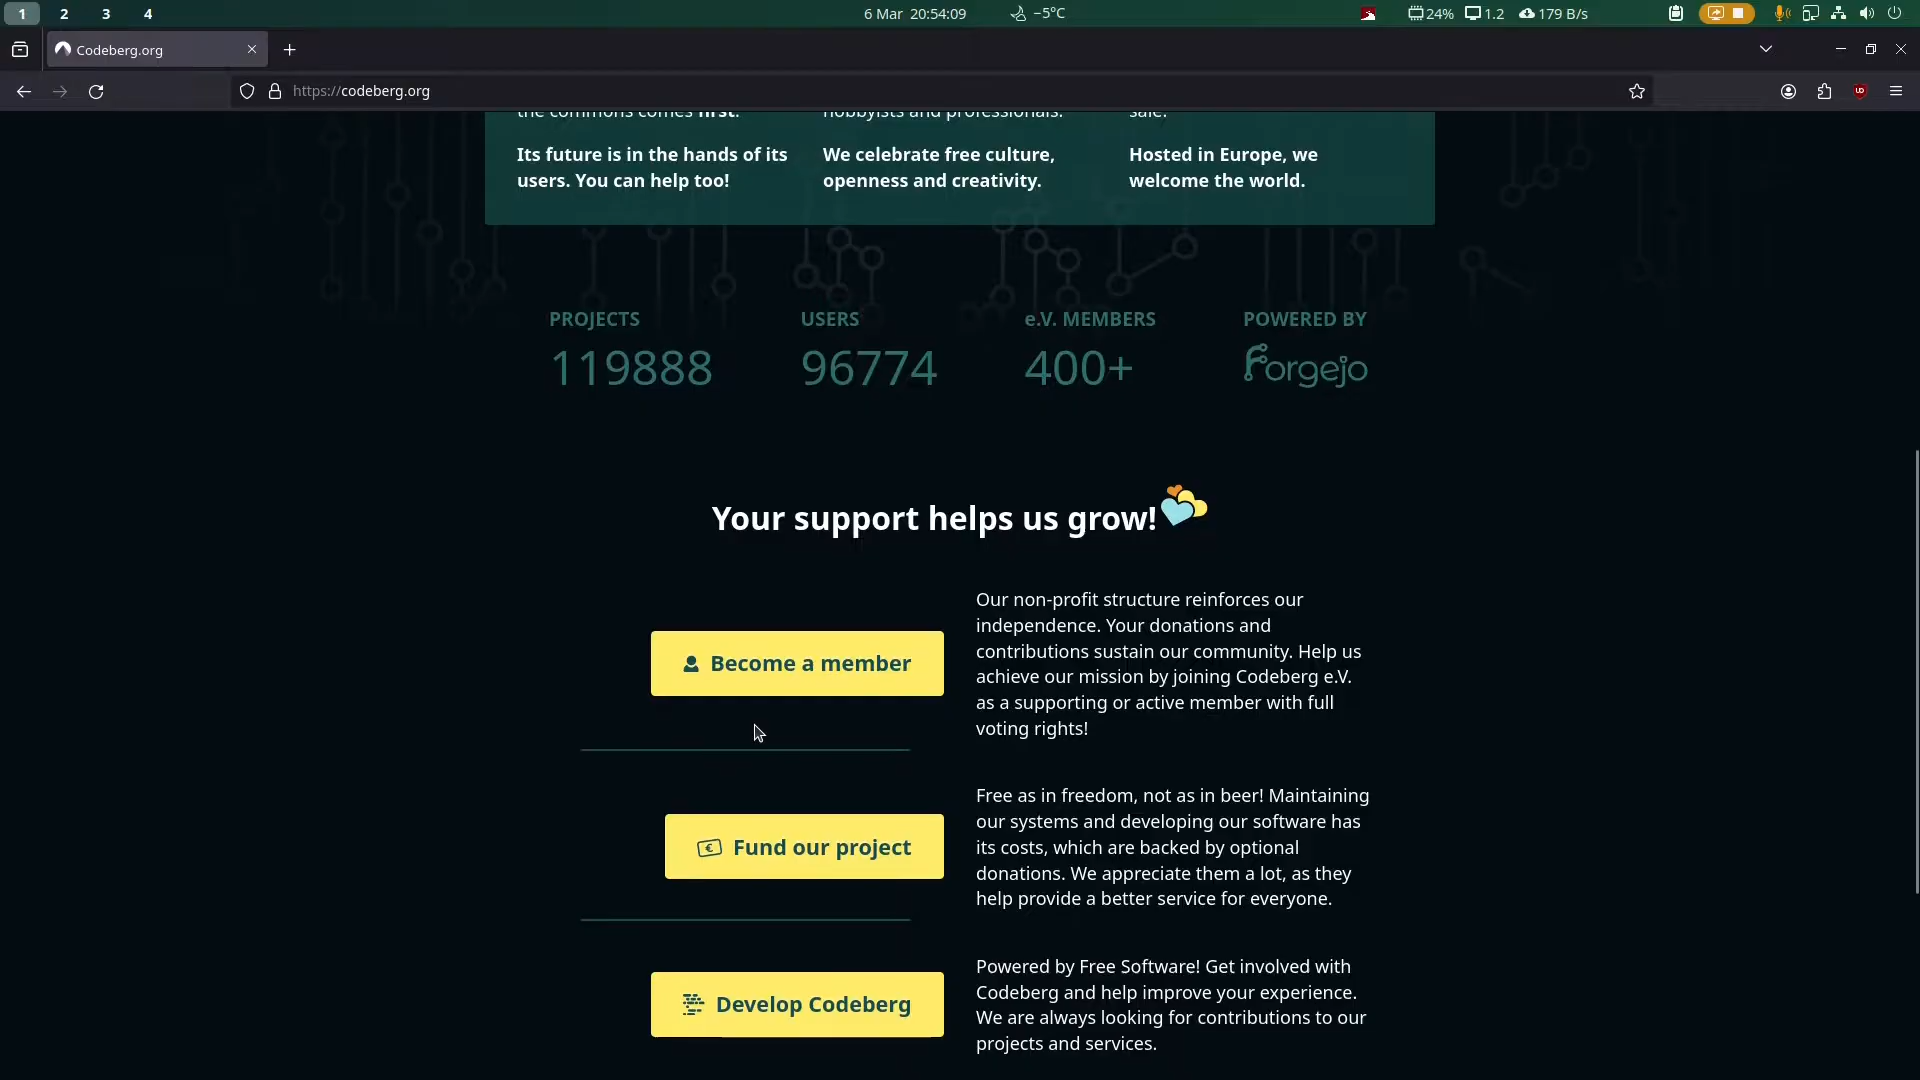 1 2 3 4 6 Mar 20:54:09 −5°C 24% 1.2 179 B/s
Codeberg.org
https://codeberg.org
the commons comes first. hobbyists and professionals. sale.
Its future is in the hands of its
users. You can help too!
We celebrate free culture,
openness and creativity.
Hosted in Europe, we
welcome the world.
PROJECTS
119888
USERS
96774
e.V. MEMBERS
400+
POWERED BY
Forgejo
Your support helps us grow!
Become a member
Our non-profit structure reinforces our
independence. Your donations and
contributions sustain our community. Help us
achieve our mission by joining Codeberg e.V.
as a supporting or active member with full
voting rights!
Fund our project
Free as in freedom, not as in beer! Maintaining
our systems and developing our software has
its costs, which are backed by optional
donations. We appreciate them a lot, as they
help provide a better service for everyone.
Develop Codeberg
Powered by Free Software! Get involved with
Codeberg and help improve your experience.
We are always looking for contributions to our
projects and services.